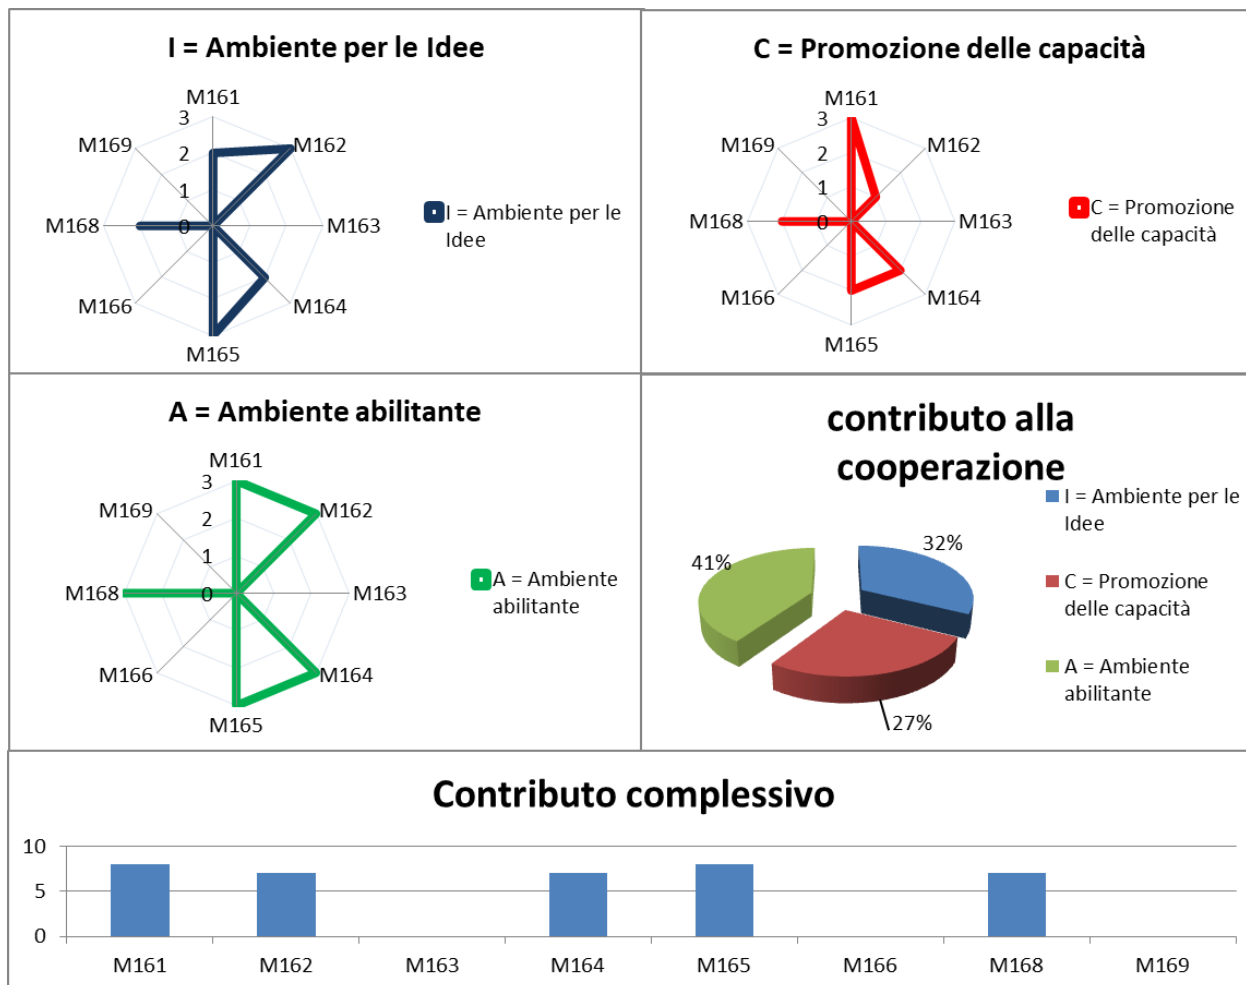 I = Ambiente per le Idee
M161
M162
M163
M164
M165
M166
M168
M169
3
2
1
0
I = Ambiente per le
Idee
C = Promozione delle capacità
M161
M162
M163
M164
M165
M166
M168
M169
3
2
1
0
C = Promozione
delle capacità
A = Ambiente abilitante
M161
M162
M163
M164
M165
M166
M168
M169
3
2
1
0
A = Ambiente
abilitante
contributo alla
cooperazione
32%
27%
41%
I = Ambiente per le
Idee
C = Promozione
delle capacità
A = Ambiente
abilitante
Contributo complessivo
10
5
0
M161 M162 M163 M164 M165 M166 M168 M169